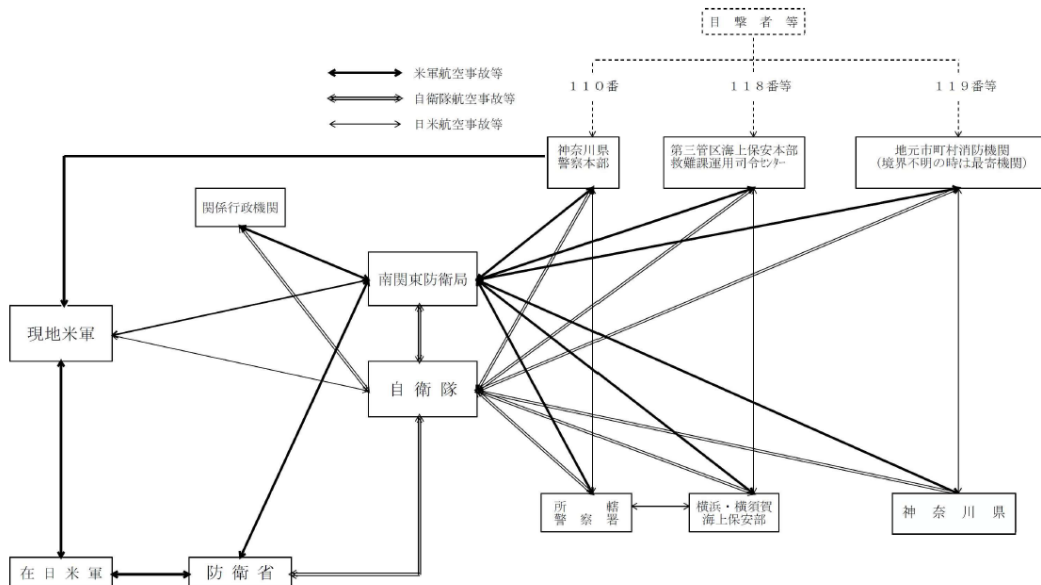 目撃者等
米軍航空事故等
自衛隊航空事故等
日米航空事故等
110番
118番等
119番等
神奈川県
警察本部
第三管区海上保安本部
救難課運用司令センター
地元市町村消防機関
(境界不明の時は最寄機関)
関係行政機関
南関東防衛局
現地米軍
自衛隊
所轄
警察署
横浜・横須賀
海上保安部
神奈川県
在日米軍
防衛省